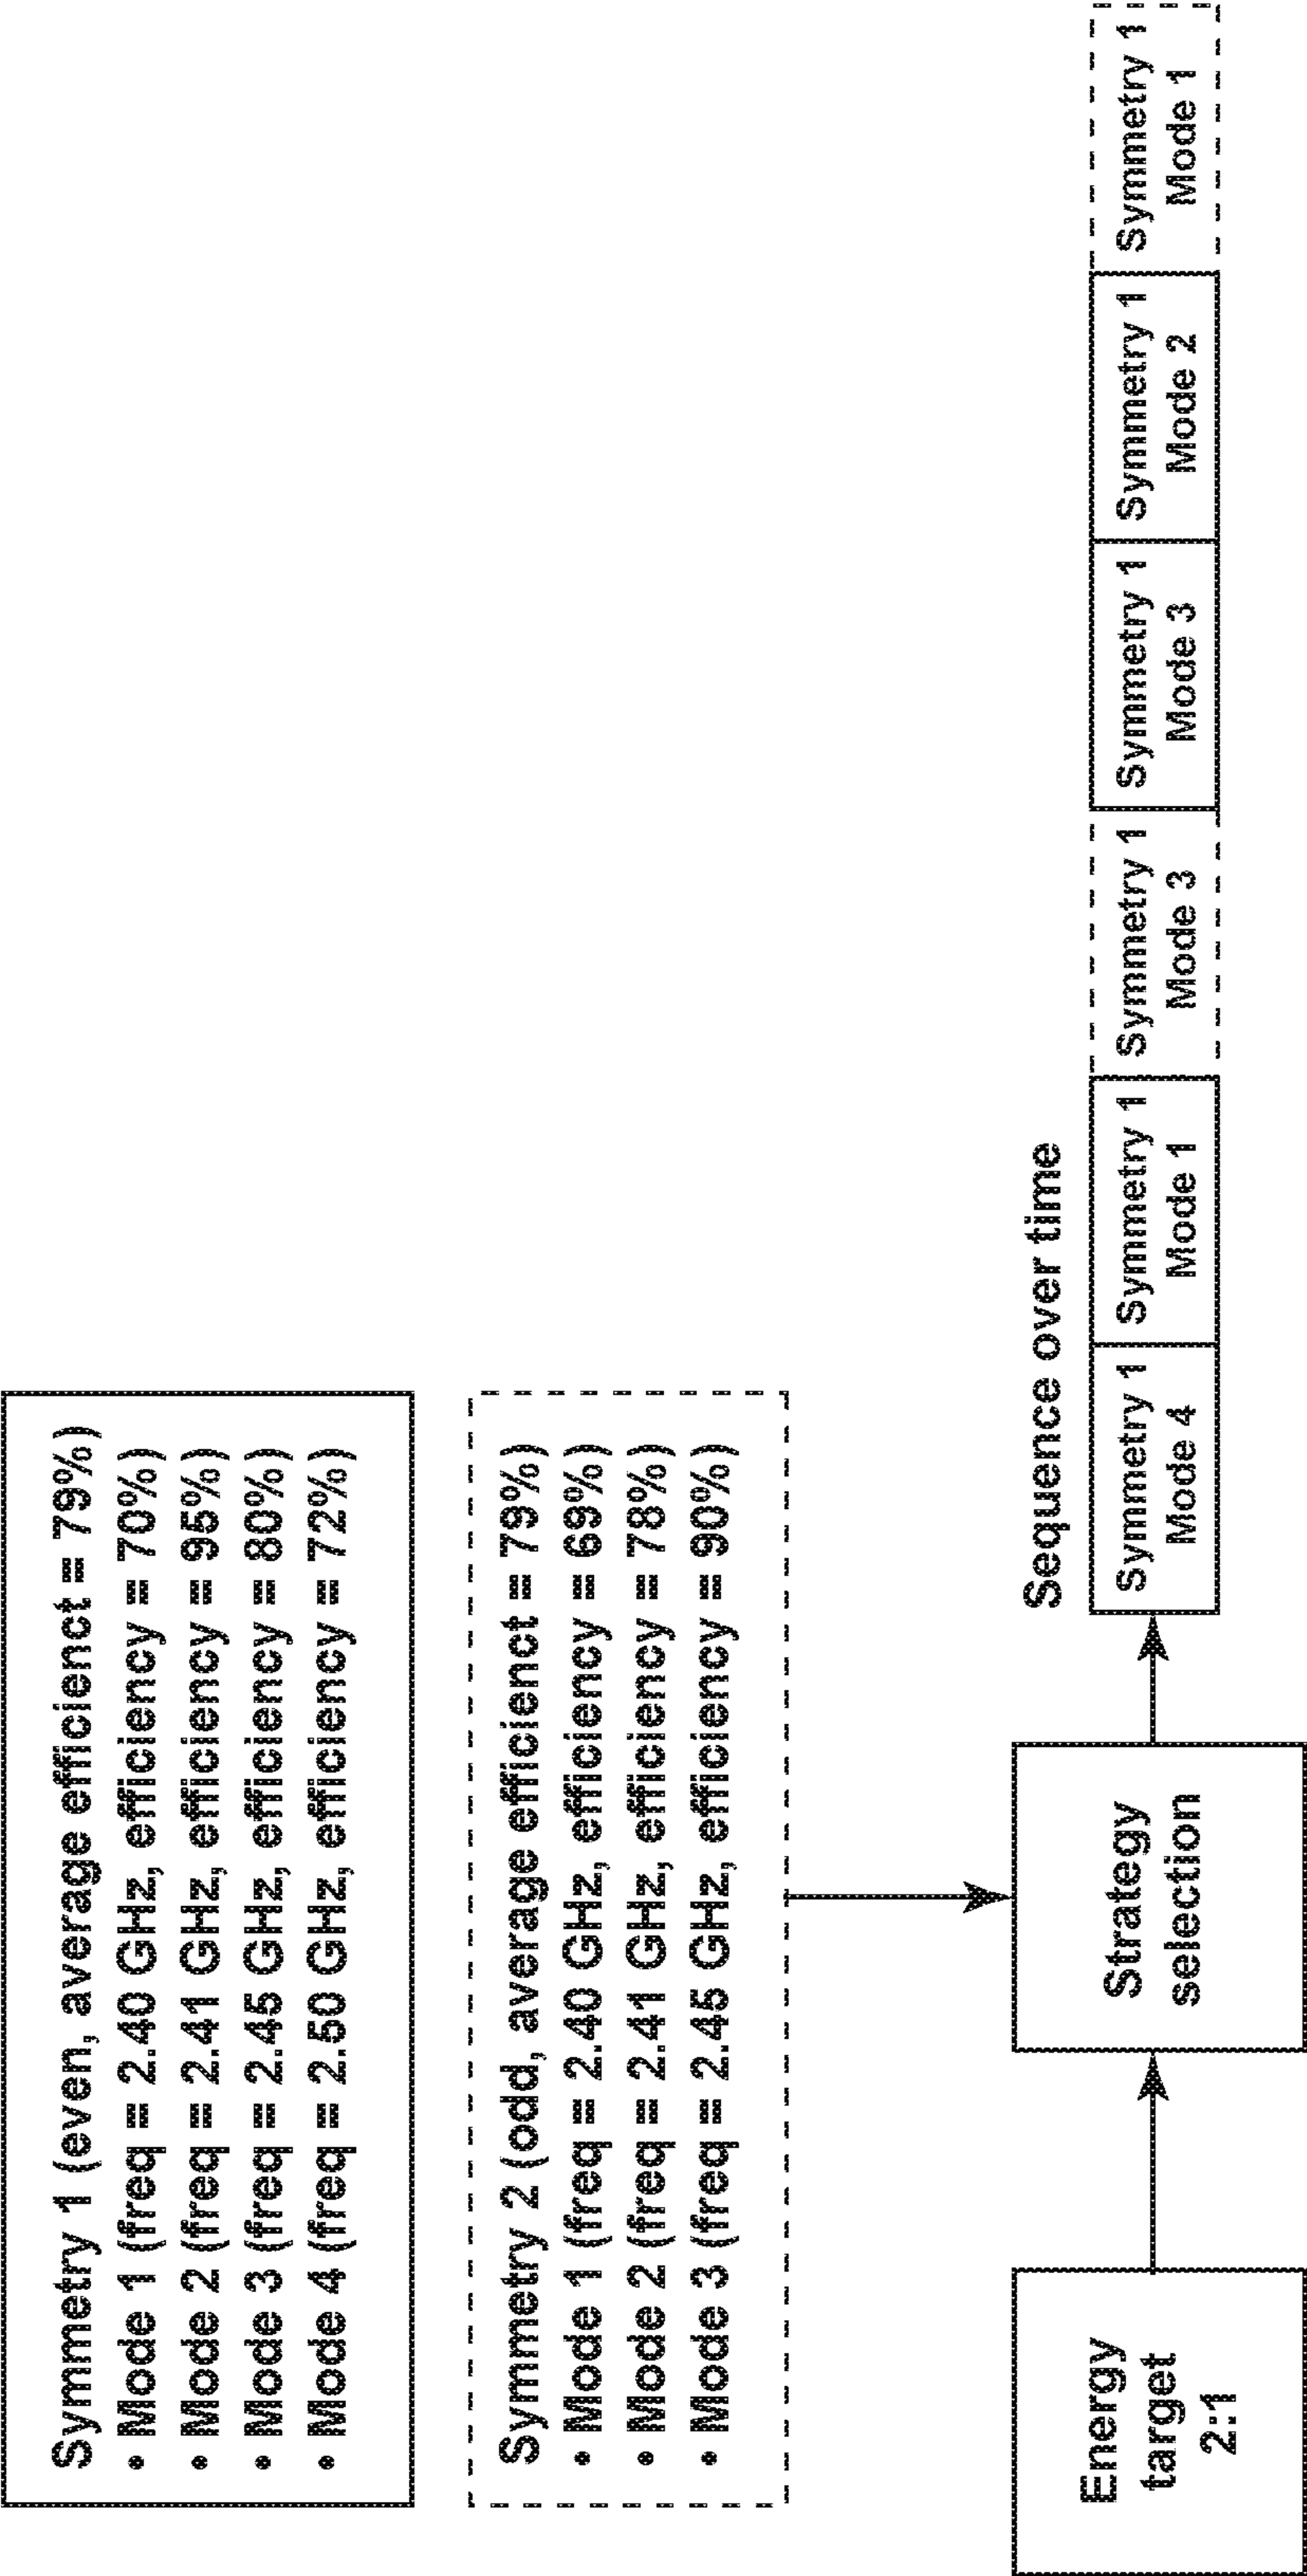 Symmetry 1 (even, average efficienct = 79%)
• Mode 1 (freq = 2.40 GHz, efficiency = 70%)
• Mode 2 (freq = 2.41 GHz, efficiency = 95%)
• Mode 3 (freq = 2.45 GHz, efficiency = 80%)
• Mode 4 (freq = 2.50 GHz, efficiency = 72%)
Symmetry 2 (odd, average efficienct = 79%)
• Mode 1 (freq = 2.40 GHz, efficiency = 69%)
• Mode 2 (freq = 2.41 GHz, efficiency = 78%)
• Mode 3 (freq = 2.45 GHz, efficiency = 90%)
Energy
target
2:1
Strategy
selection
Sequence over time
Symmetry 1
Mode 4
Symmetry 1
Mode 1
Symmetry 1
Mode 3
Symmetry 1
Mode 3
Symmetry 1
Mode 2
Symmetry 1
Mode 1